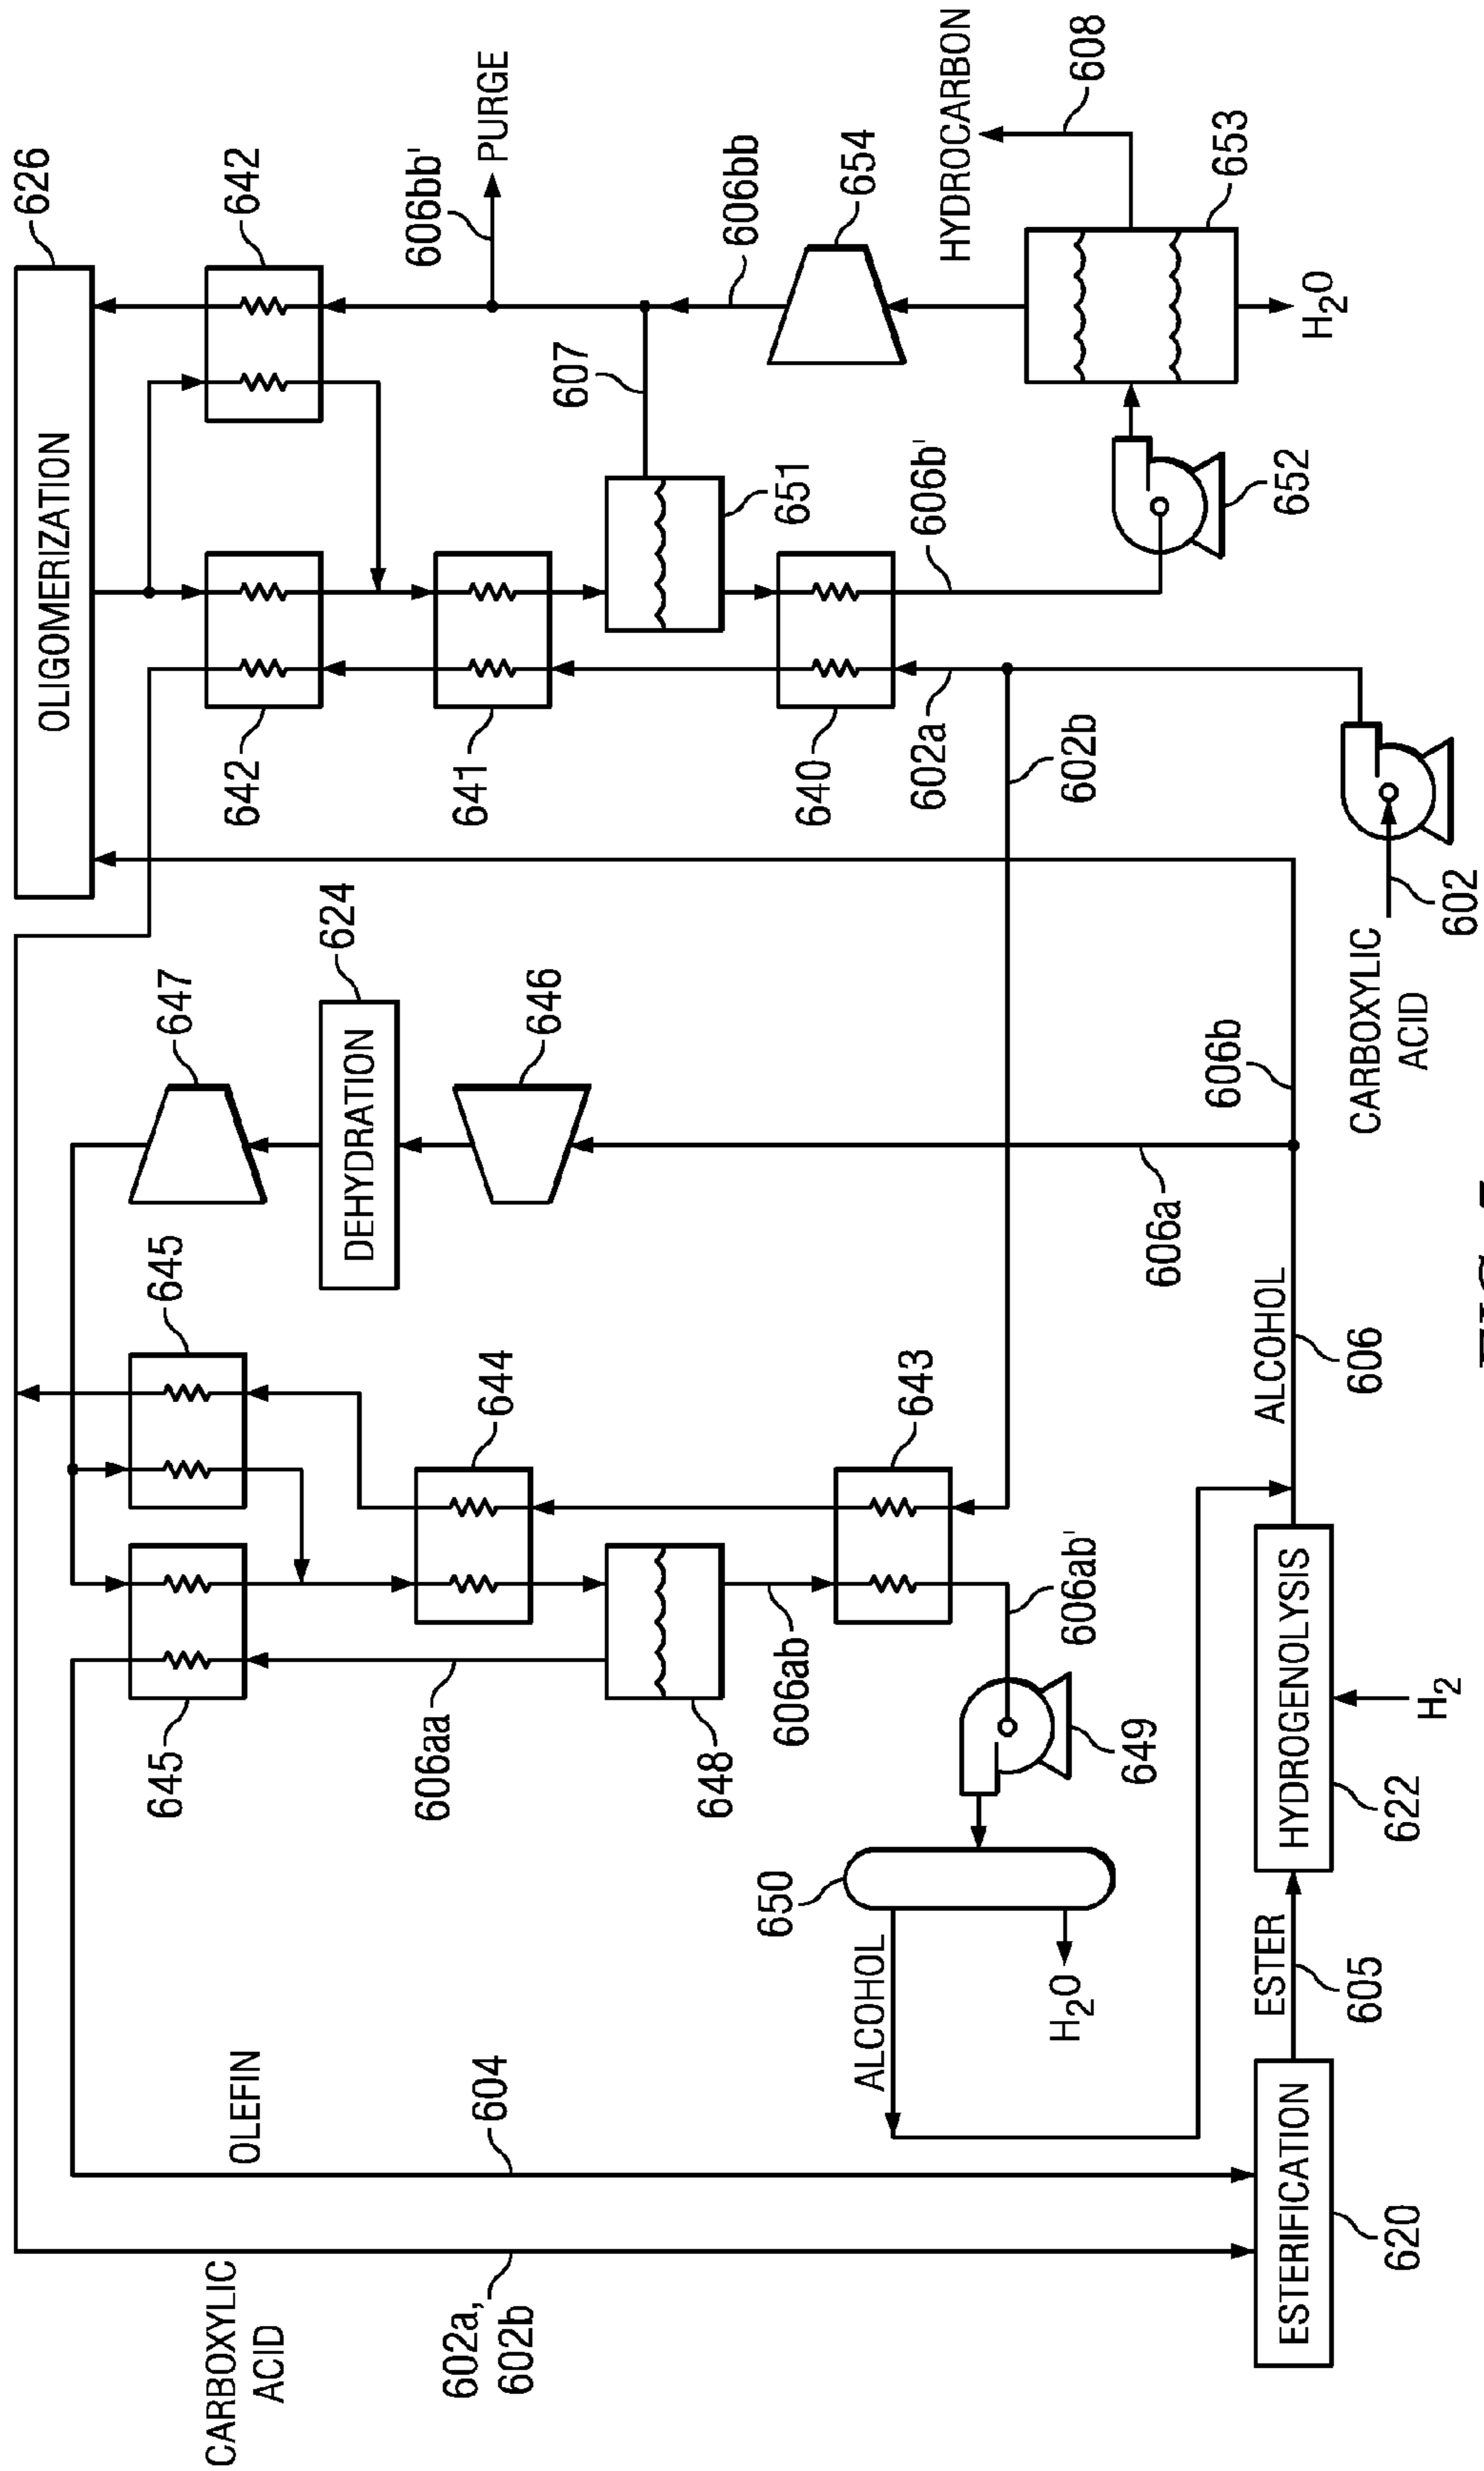 626
OLIGOMERIZATION
645
645
647
CARBOXYLIC
ACID
OLEFIN
642
642
624
DEHYDRATION
606bb'
606aa
602a,
602b
604
641
PURGE
644
646
607
648
606bb
650
606ab
651
640
654
ALCOHOL
643
602a
606b'
HYDROCARBON
H2O
606ab'
602b
608
649
606a
606b
653
ESTER
ALCOHOL
652
ESTERIFICATION
HYDROGENOLYSIS
H2O
605
606
CARBOXYLIC
ACID
620
622
H2
602